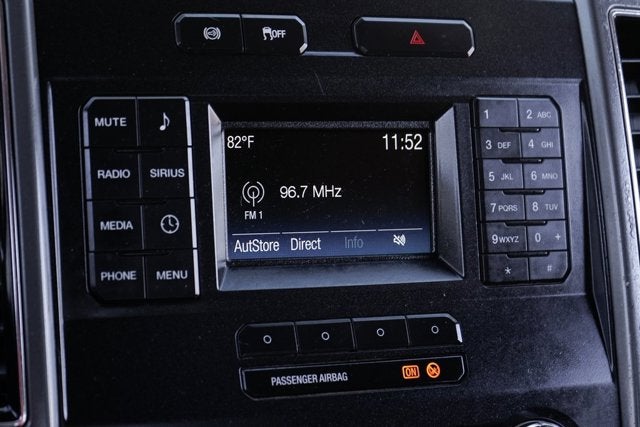 OFF
MUTE
RADIO SIRIUS
MEDIA
PHONE MENU
82°F 11:52
96.7 MHz
FM 1
AutStore Direct Info
1 2 ABC
3 DEF 4 GHI
5 JKL 6 MNO
7 PQRS 8 TUV
9 WXYZ 0 +
* #
PASSENGER AIRBAG ON